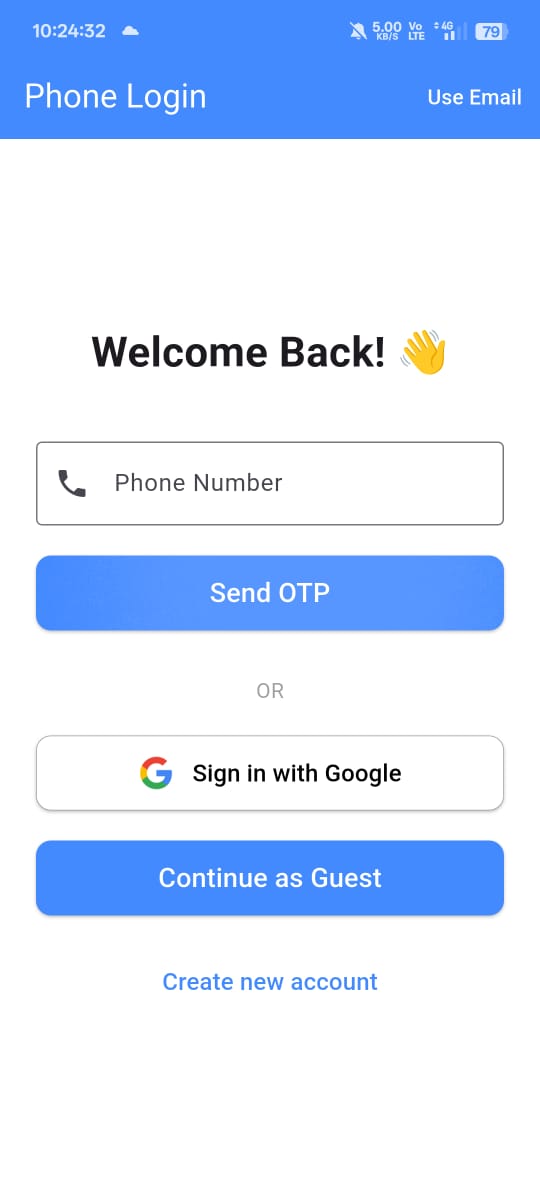 10:24:32 5.00 KB/S Vo LTE 4G 79
Phone Login Use Email
Welcome Back! 👋
Phone Number
Send OTP
OR
Sign in with Google
Continue as Guest
Create new account